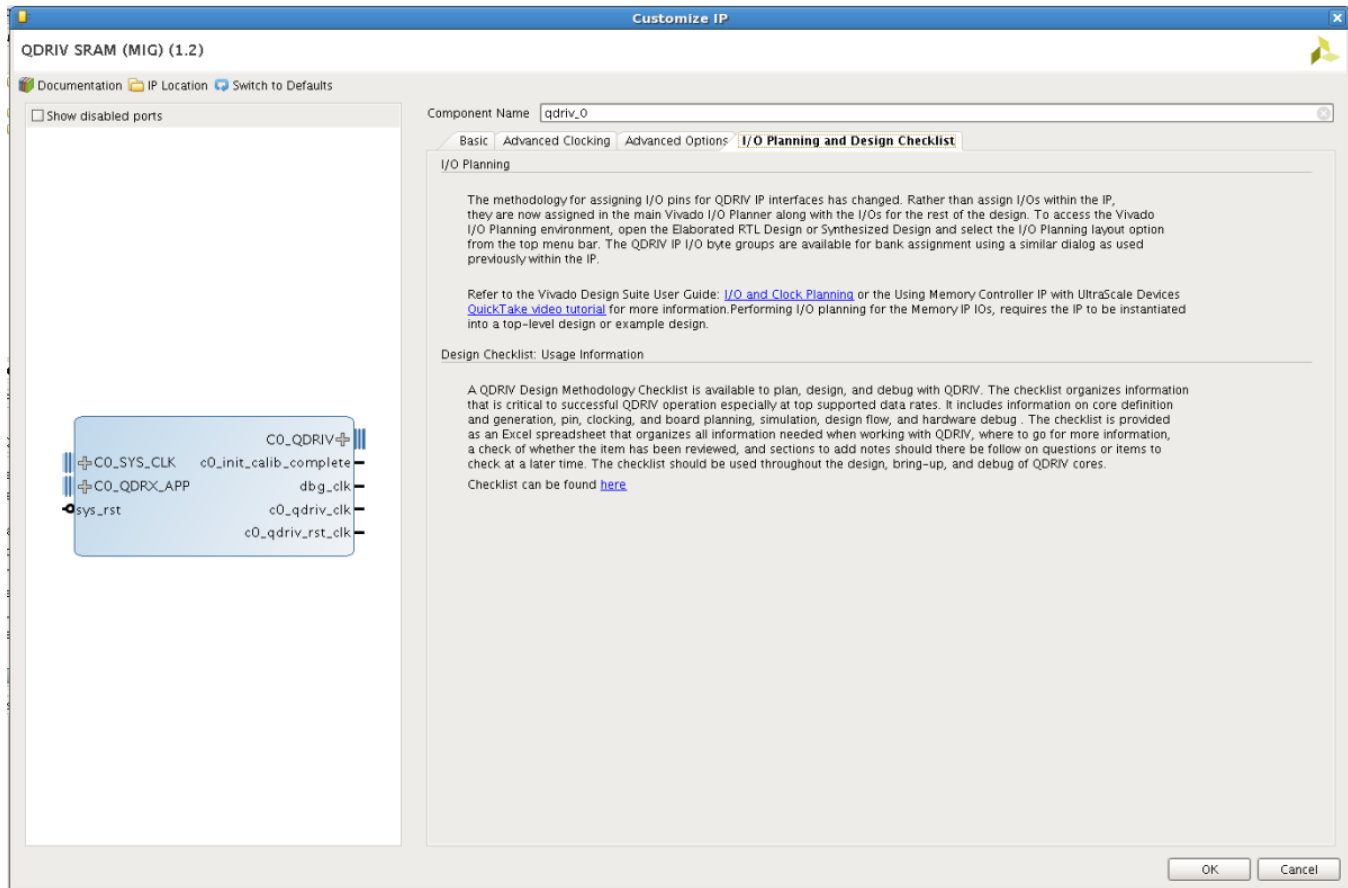 Customize IP
QDRIV SRAM (MIG) (1.2)
Documentation IP Location Switch to Defaults
Show disabled ports
Component Name qdriv_0
Basic Advanced Clocking Advanced Options I/O Planning and Design Checklist
I/O Planning
The methodology for assigning I/O pins for QDRIV IP interfaces has changed. Rather than assign I/Os within the IP,
they are now assigned in the main Vivado I/O Planner along with the I/Os for the rest of the design. To access the Vivado
I/O Planning environment, open the Elaborated RTL Design or Synthesized Design and select the I/O Planning layout option
from the top menu bar. The QDRIV IP I/O byte groups are available for bank assignment using a similar dialog as used
previously within the IP.
Refer to the Vivado Design Suite User Guide: I/O and Clock Planning or the Using Memory Controller IP with UltraScale Devices
QuickTake video tutorial for more information.Performing I/O planning for the Memory IP IOs, requires the IP to be instantiated
into a top-level design or example design.
Design Checklist: Usage Information
A QDRIV Design Methodology Checklist is available to plan, design, and debug with QDRIV. The checklist organizes information
that is critical to successful QDRIV operation especially at top supported data rates. It includes information on core definition
and generation, pin, clocking, and board planning, simulation, design flow, and hardware debug . The checklist is provided
as an Excel spreadsheet that organizes all information needed when working with QDRIV, where to go for more information,
a check of whether the item has been reviewed, and sections to add notes should there be follow on questions or items to
check at a later time. The checklist should be used throughout the design, bring-up, and debug of QDRIV cores.
Checklist can be found here
C0_QDRIV
C0_SYS_CLK c0_init_calib_complete
C0_QDRX_APP dbg_clk
sys_rst c0_qdriv_clk
c0_qdriv_rst_clk
OK Cancel